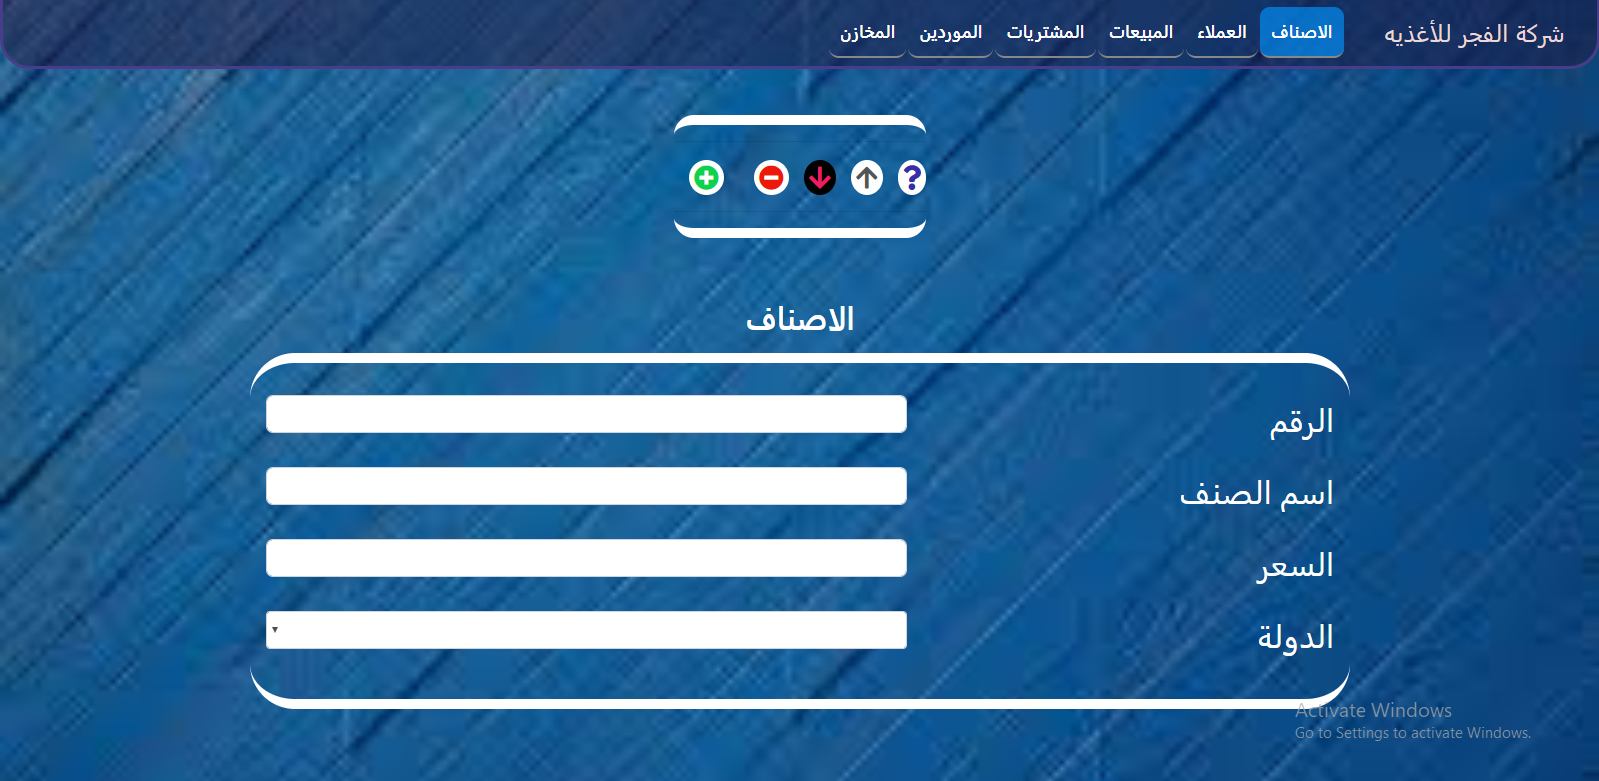 شركة الفجر للأغذيه
الاصناف العملاء المبيعات المشتريات الموردين المخازن
الاصناف
الرقم
اسم الصنف
السعر
الدولة
Activate Windows
Go to Settings to activate Windows.